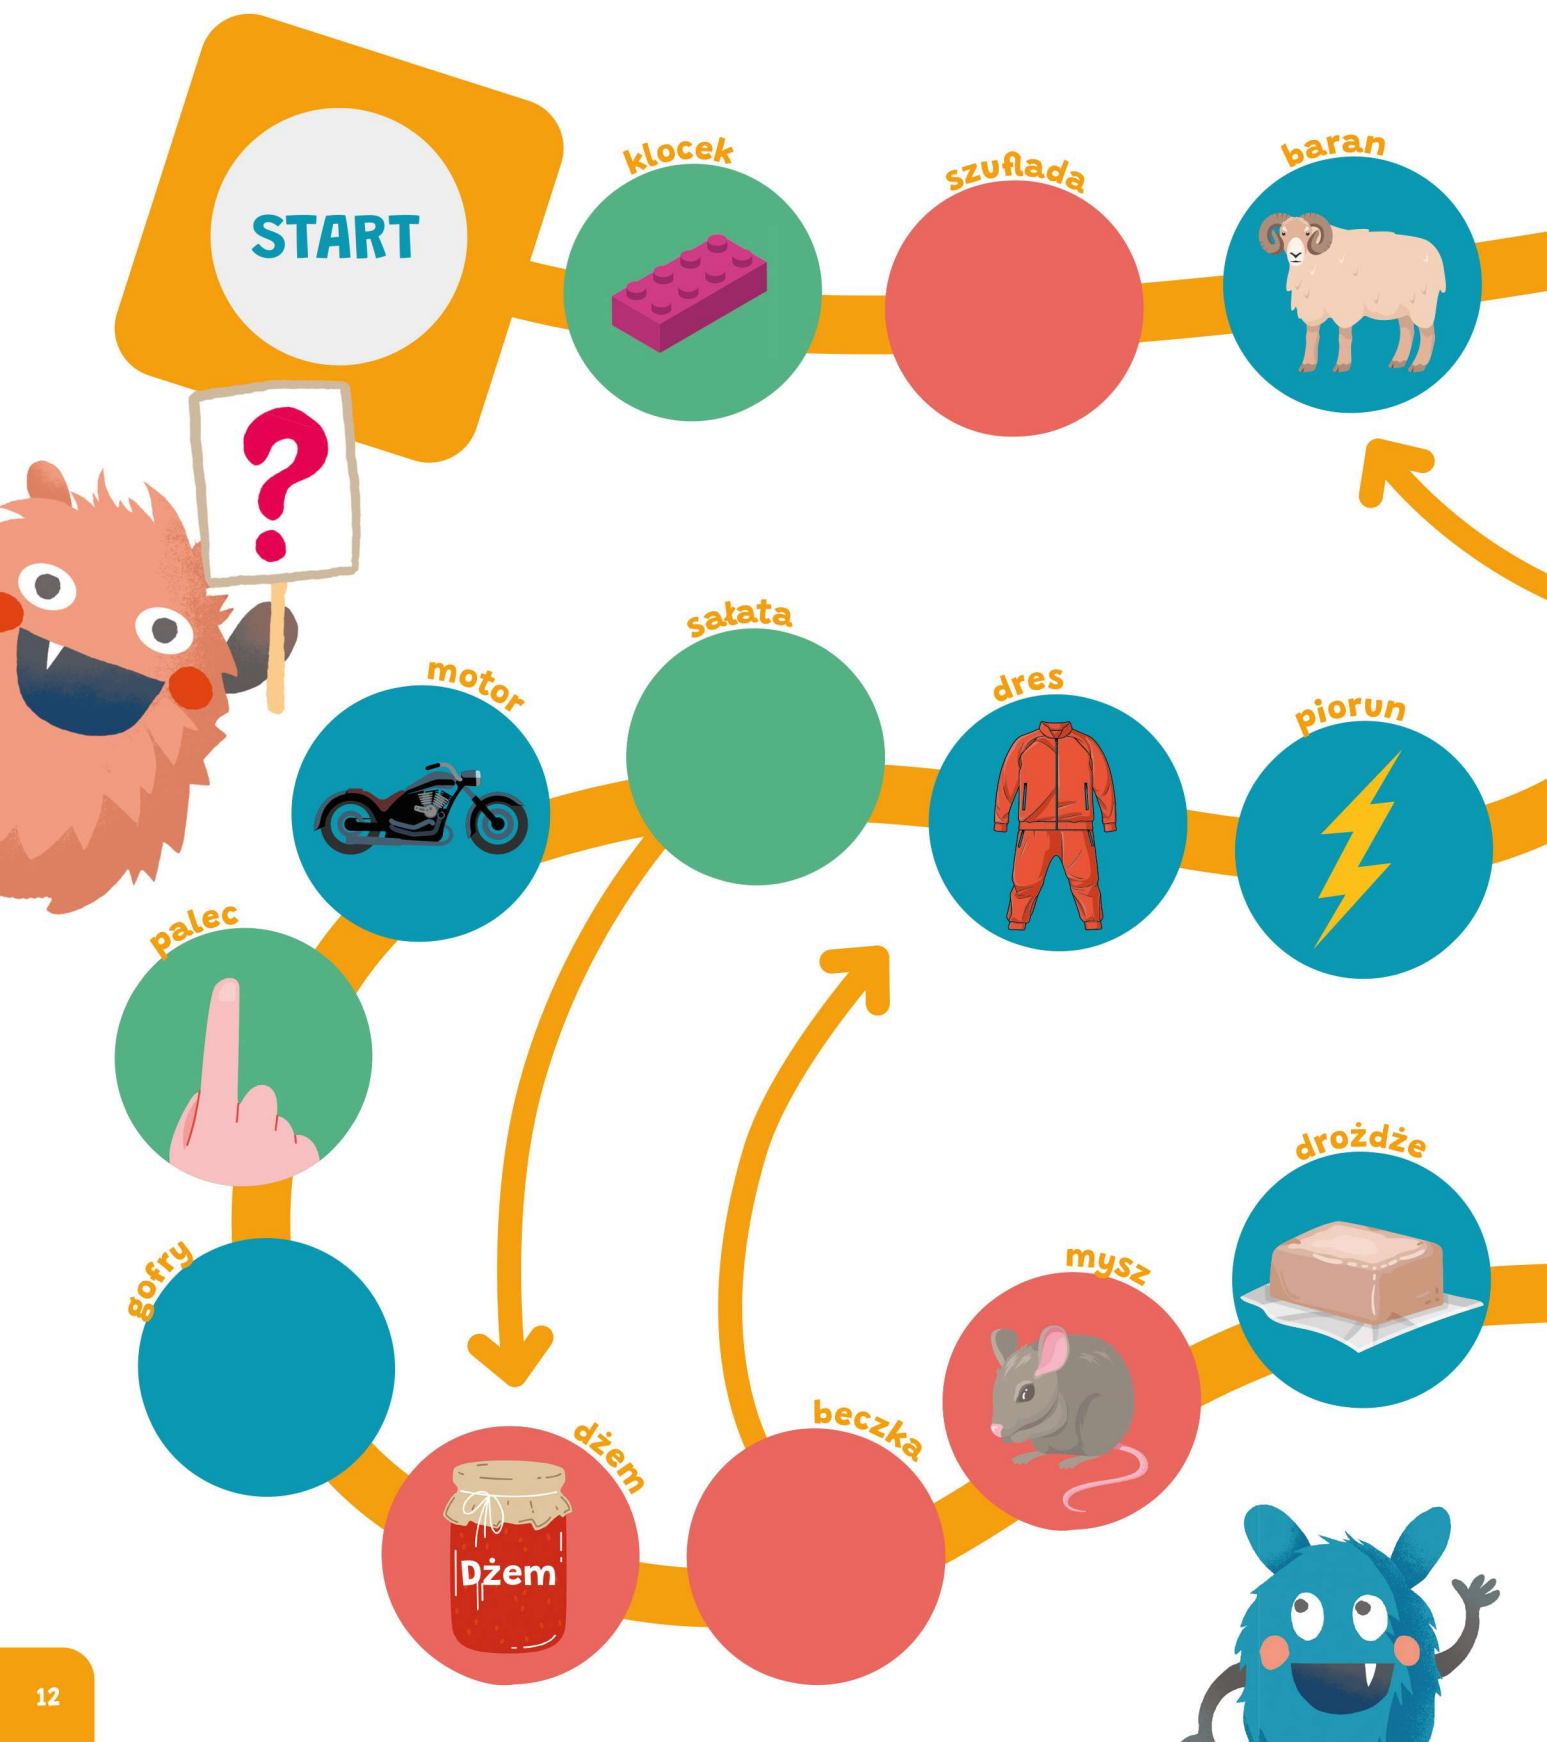 START
klocek
szuflada
baran
sałata
motor
dres
piorun
palec
gofry
dżem
Dżem
beczka
mysz
drożdże
?
12